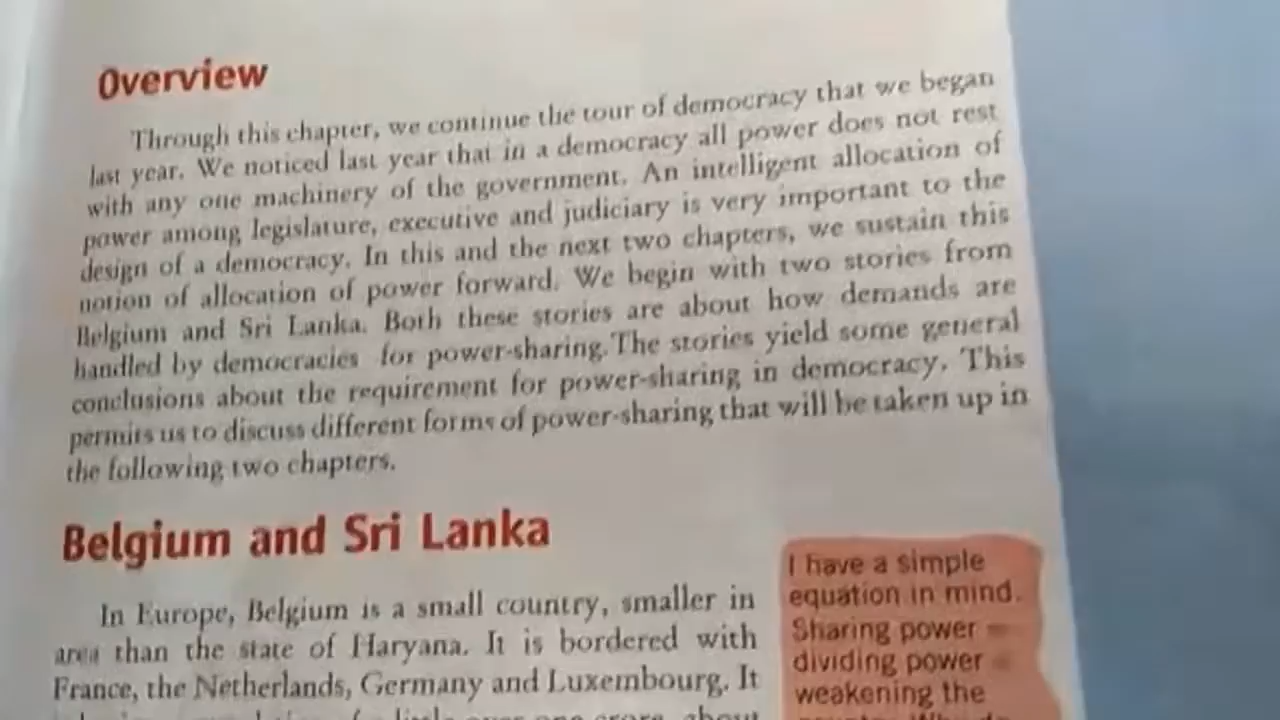 Overview
Through this chapter, we continue the tour of democracy that we began
last year. We noticed last year that in a democracy all power does not rest
with any one machinery of the government. An intelligent allocation of
power among legislature, executive and judiciary is very important to the
design of a democracy. In this and the next two chapters, we sustain this
notion of allocation of power forward. We begin with two stories from
Belgium and Sri Lanka. Both these stories are about how demands are
handled by democracies for power-sharing.The stories yield some general
conclusions about the requirement for power-sharing in democracy. This
permits us to discuss different forms of power-sharing that will be taken up in
the following two chapters.
Belgium and Sri Lanka
In Europe, Belgium is a small country, smaller in
area than the state of Haryana. It is bordered with
France, the Netherlands, Germany and Luxembourg. It
a little over one crore, about
I have a simple
equation in mind.
Sharing power =
dividing power =
weakening the